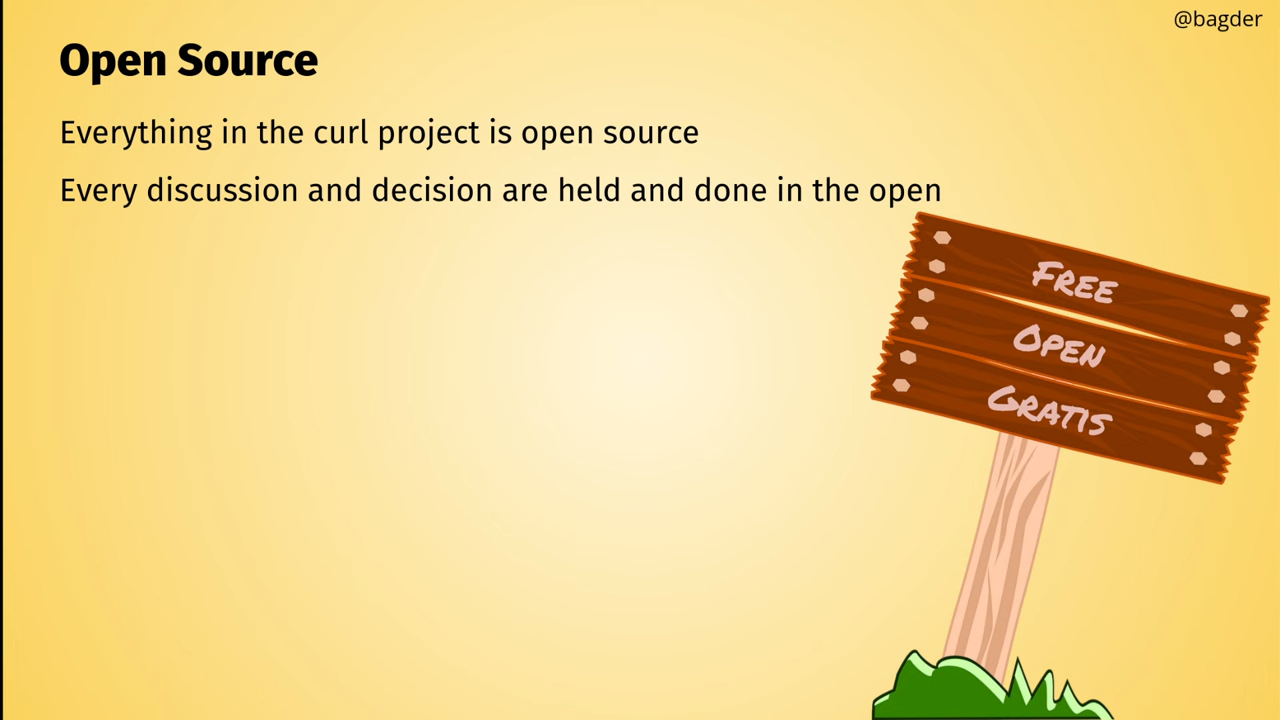 @bagder
Open Source
Everything in the curl project is open source
Every discussion and decision are held and done in the open
FREE
OPEN
GRATIS